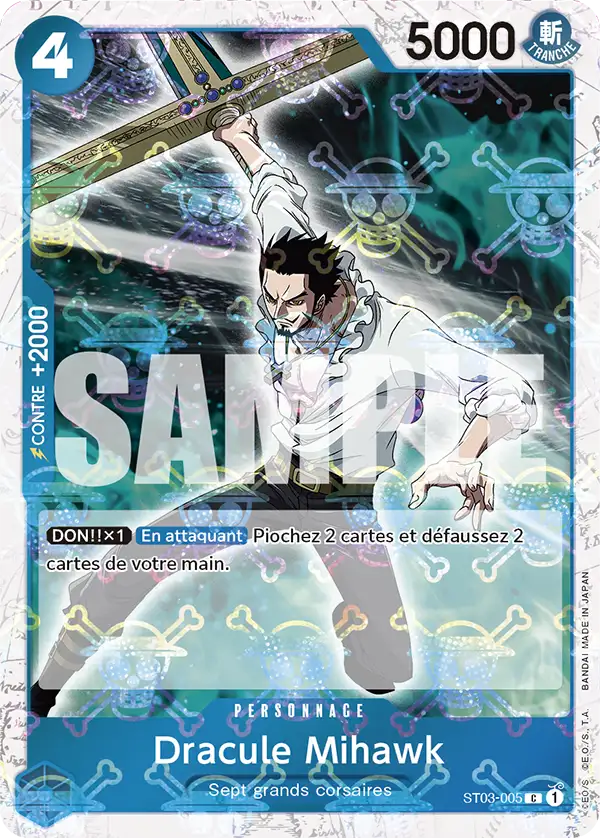 4
5000
斬
TRANCHE
CONTRE +2000
SAMPLE
DON!!×1 En attaquant Piochez 2 cartes et défaussez 2
cartes de votre main.
PERSONNAGE
Dracule Mihawk
Sept grands corsaires
ST03-005 C 1
©E.O./S. ©E.O./S.,T.A. BANDAI MADE IN JAPAN